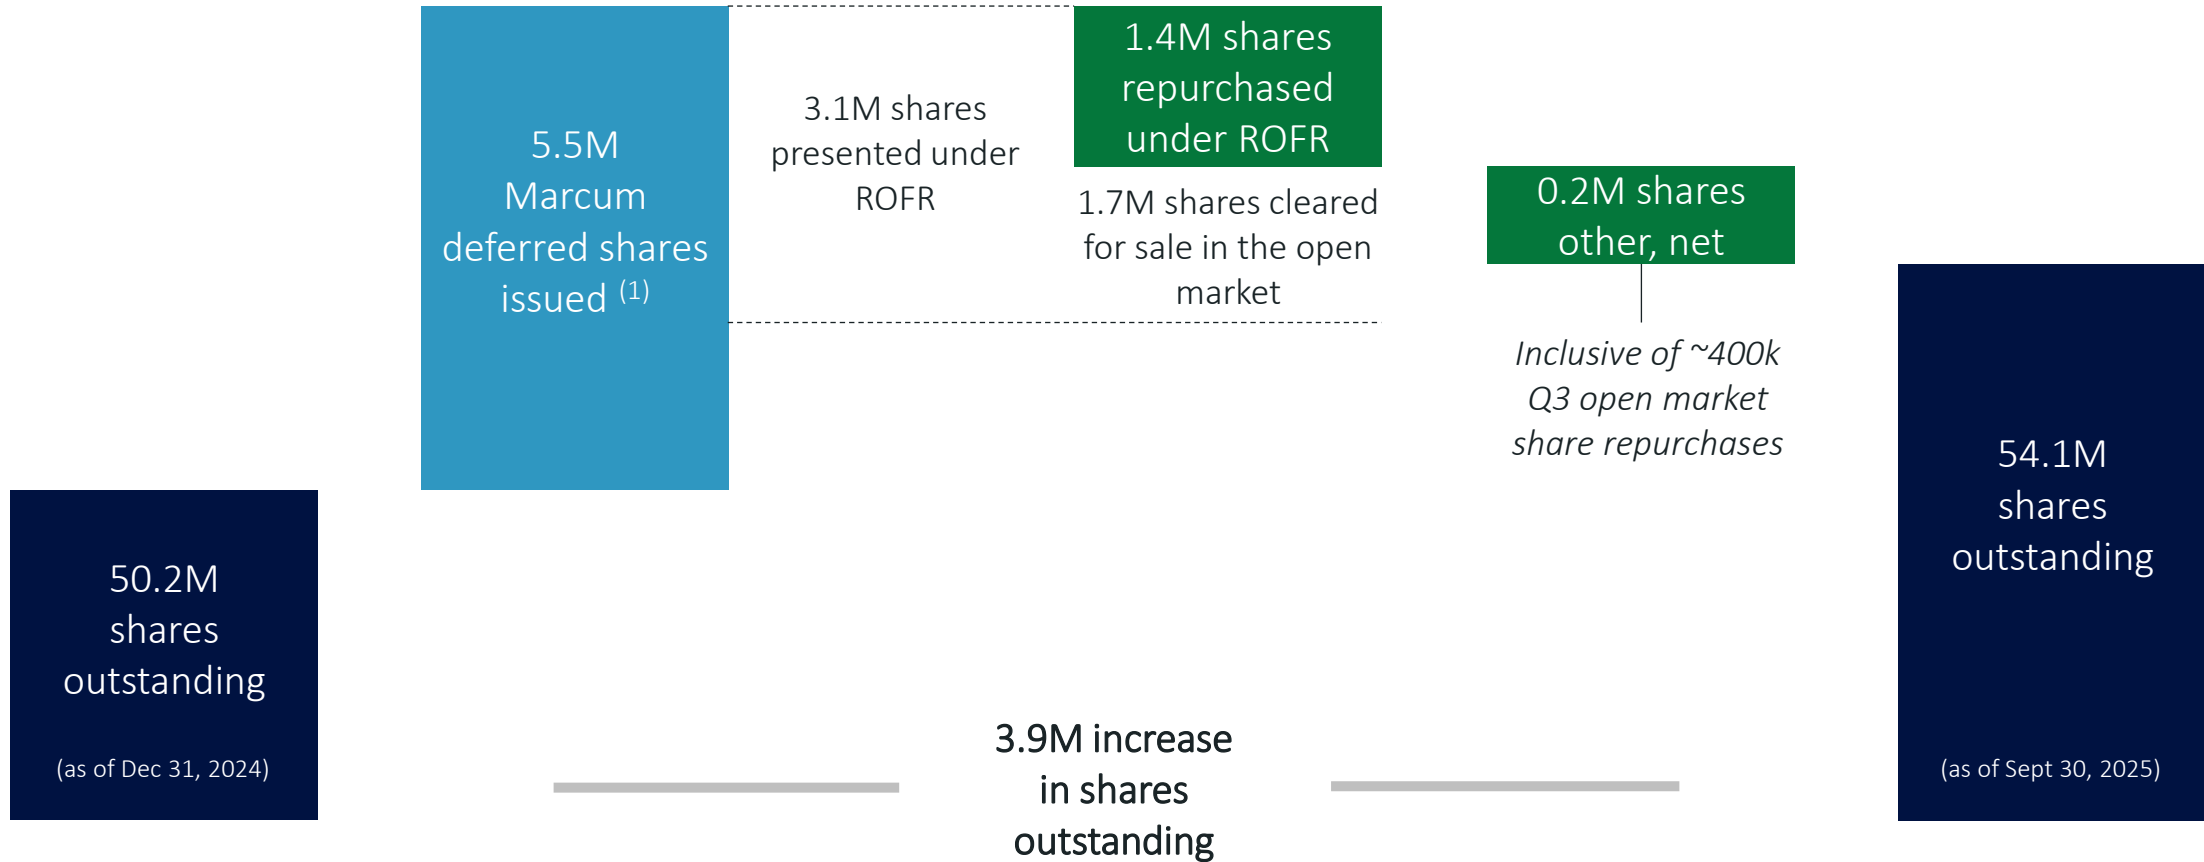 5.5M
Marcum
deferred shares
issued (1)
3.1M shares
presented under
ROFR
1.4M shares
repurchased
under ROFR
1.7M shares cleared
for sale in the open
market
0.2M shares
other, net
Inclusive of ~400k
Q3 open market
share repurchases
50.2M
shares
outstanding
(as of Dec 31, 2024)
3.9M increase
in shares
outstanding
54.1M
shares
outstanding
(as of Sept 30, 2025)